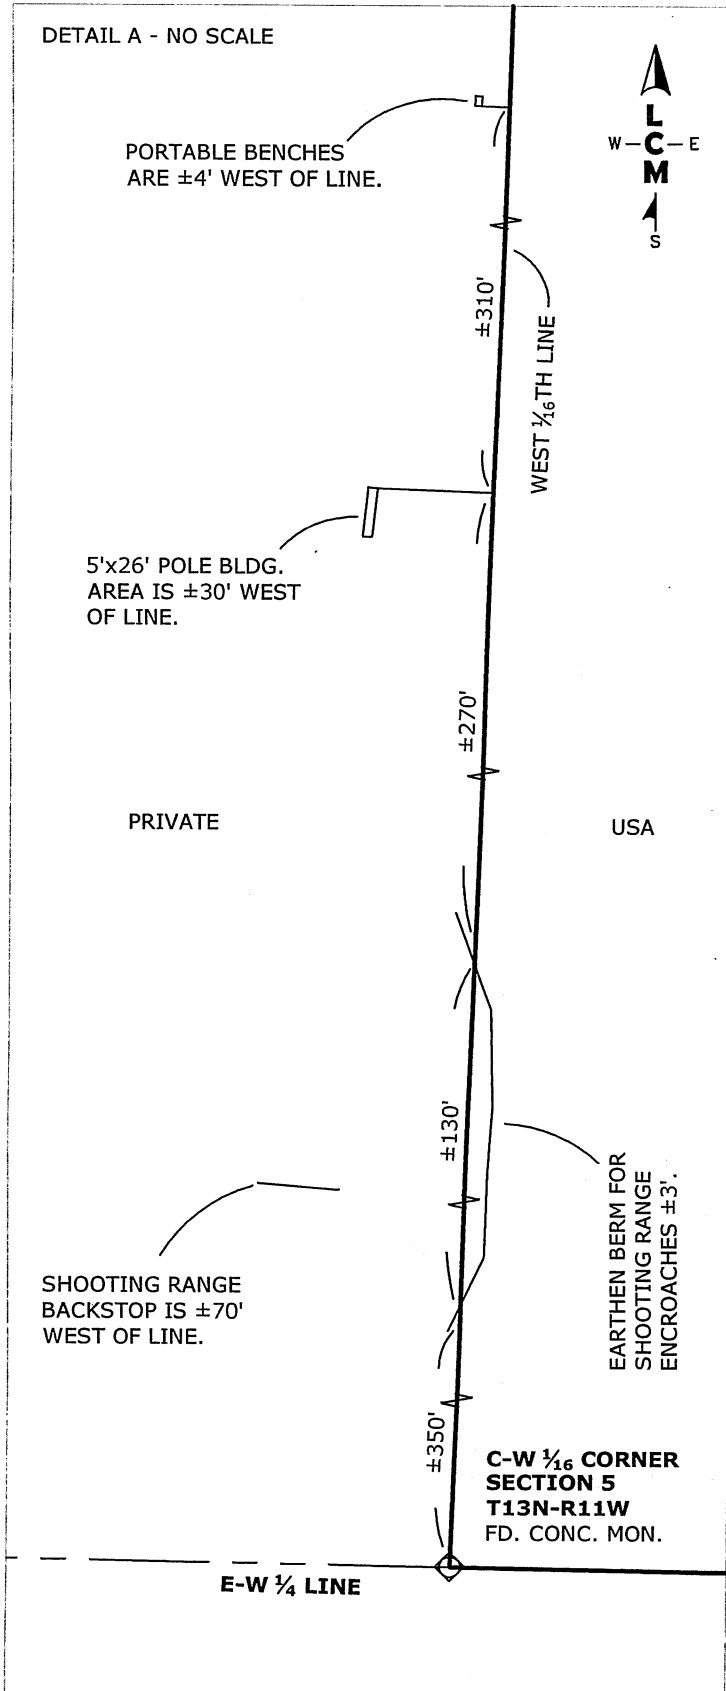 DETAIL A - NO SCALE
PORTABLE BENCHES
ARE ±4' WEST OF LINE.
L
W C E
M
S
±310'
WEST 1/16TH LINE
5'x26' POLE BLDG.
AREA IS ±30' WEST
OF LINE.
±270'
PRIVATE
USA
±130'
EARTHEN BERM FOR
SHOOTING RANGE
ENCROACHES ±3'.
SHOOTING RANGE
BACKSTOP IS ±70'
WEST OF LINE.
±350'
C-W 1/16 CORNER
SECTION 5
T13N-R11W
FD. CONC. MON.
E-W 1/4 LINE